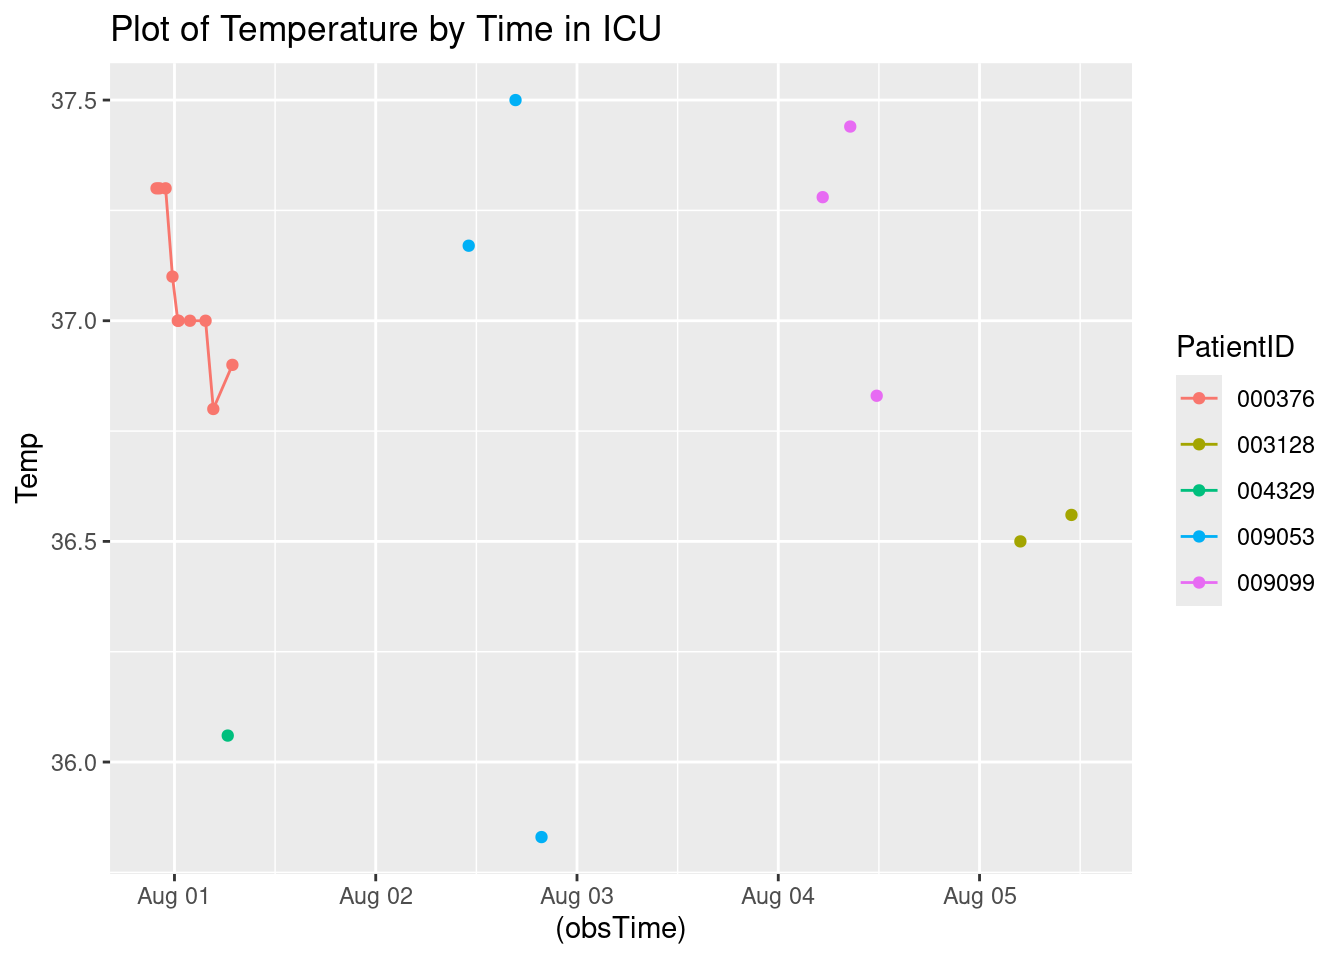 Plot of Temperature by Time in ICU
37.5
37.0
36.5
36.0
Temp
Aug 01
Aug 02
Aug 03
Aug 04
Aug 05
(obsTime)
PatientID
000376
003128
004329
009053
009099